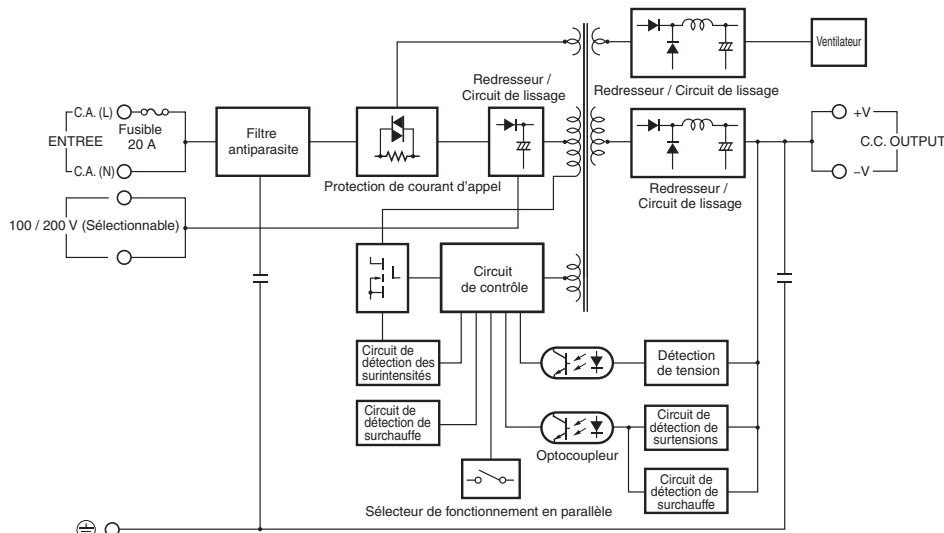 Ventilateur
Redresseur / Circuit de lissage
Redresseur /
Circuit de lissage
C.A. (L)
Fusible
20 A
ENTREE
C.A. (N)
Filtre
antiparasite
Protection de courant d'appel
Redresseur /
Circuit de lissage
+V
C.C. OUTPUT
–V
100 / 200 V (Sélectionnable)
Circuit
de contrôle
Circuit de
détection des
surintensités
Détection
de tension
Circuit de
détection de
surchauffe
Optocoupleur
Circuit de
détection de
surtensions
Circuit de
détection de
surchauffe
Sélecteur de fonctionnement en parallèle